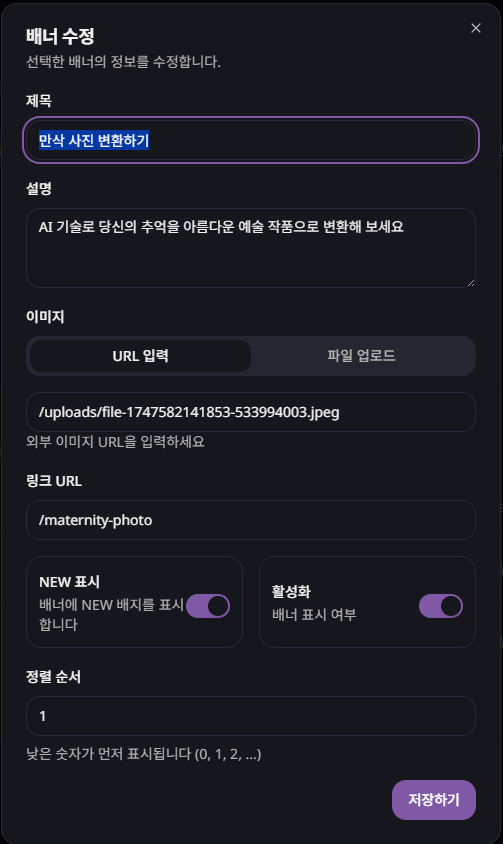 배너 수정
선택한 배너의 정보를 수정합니다.
제목
만삭 사진 변환하기
설명
AI 기술로 당신의 추억을 아름다운 예술 작품으로 변환해 보세요
이미지
URL 입력
파일 업로드
/uploads/file-1747582141853-533994003.jpeg
외부 이미지 URL을 입력하세요
링크 URL
/maternity-photo
NEW 표시
배너에 NEW 배지를 표시
합니다
활성화
배너 표시 여부
정렬 순서
1
낮은 숫자가 먼저 표시됩니다 (0, 1, 2, ...)
저장하기